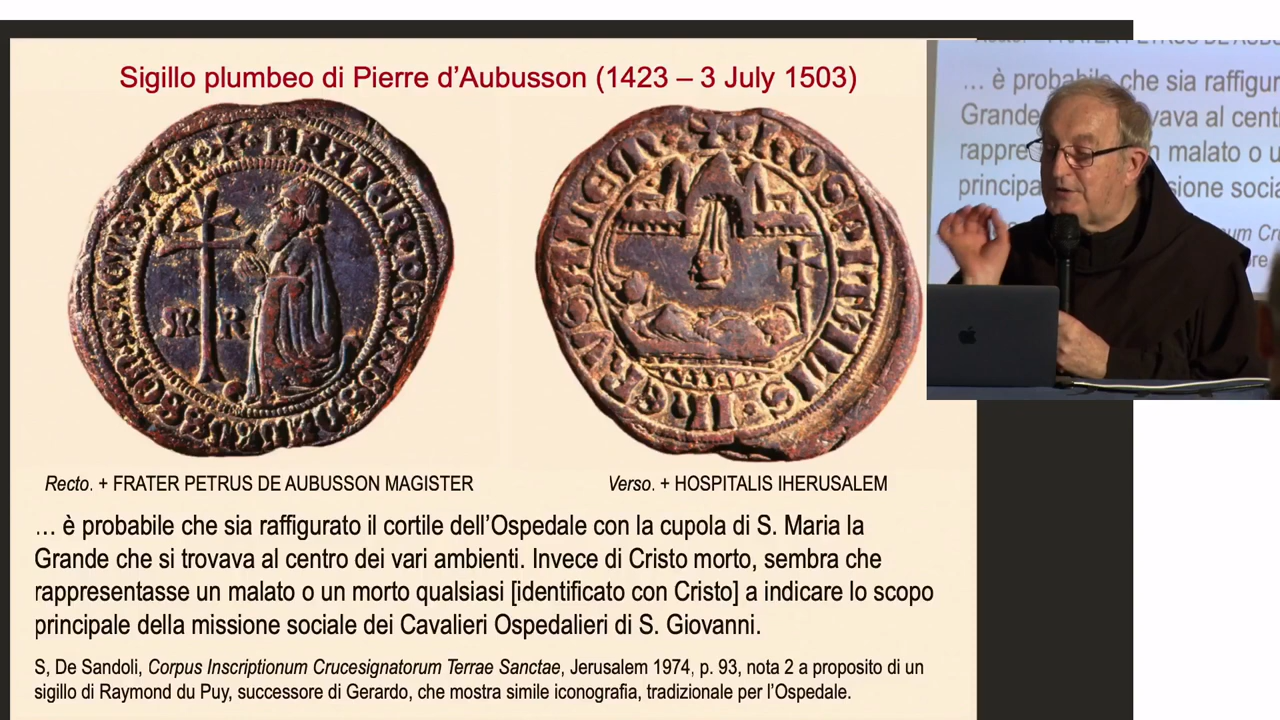 Sigillo plumbeo di Pierre d’Aubusson (1423 – 3 July 1503)
Recto. + FRATER PETRUS DE AUBUSSON MAGISTER
Verso. + HOSPITALIS IHERUSALEM
… è probabile che sia raffigurato il cortile dell’Ospedale con la cupola di S. Maria la
Grande che si trovava al centro dei vari ambienti. Invece di Cristo morto, sembra che
rappresentasse un malato o un morto qualsiasi [identificato con Cristo] a indicare lo scopo
principale della missione sociale dei Cavalieri Ospedalieri di S. Giovanni.
S, De Sandoli, Corpus Inscriptionum Crucesignatorum Terrae Sanctae, Jerusalem 1974, p. 93, nota 2 a proposito di un
sigillo di Raymond du Puy, successore di Gerardo, che mostra simile iconografia, tradizionale per l’Ospedale.
… è probabile che sia raffigur
Grande
vava al cent
malato o u
sione socia